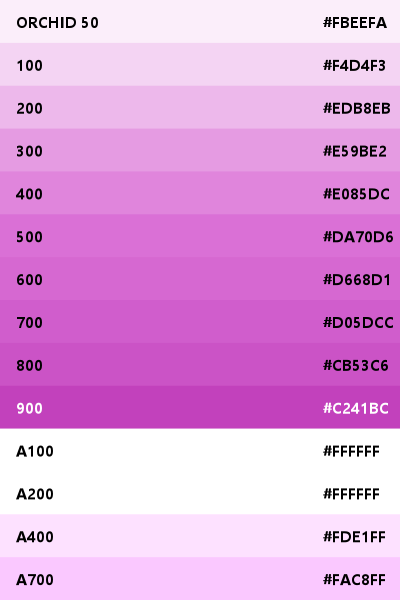 ORCHID 50 #FBEEFA
100 #F4D4F3
200 #EDB8EB
300 #E59BE2
400 #E085DC
500 #DA70D6
600 #D668D1
700 #D05DCC
800 #CB53C6
900 #C241BC
A100 #FFFFFF
A200 #FFFFFF
A400 #FDE1FF
A700 #FAC8FF